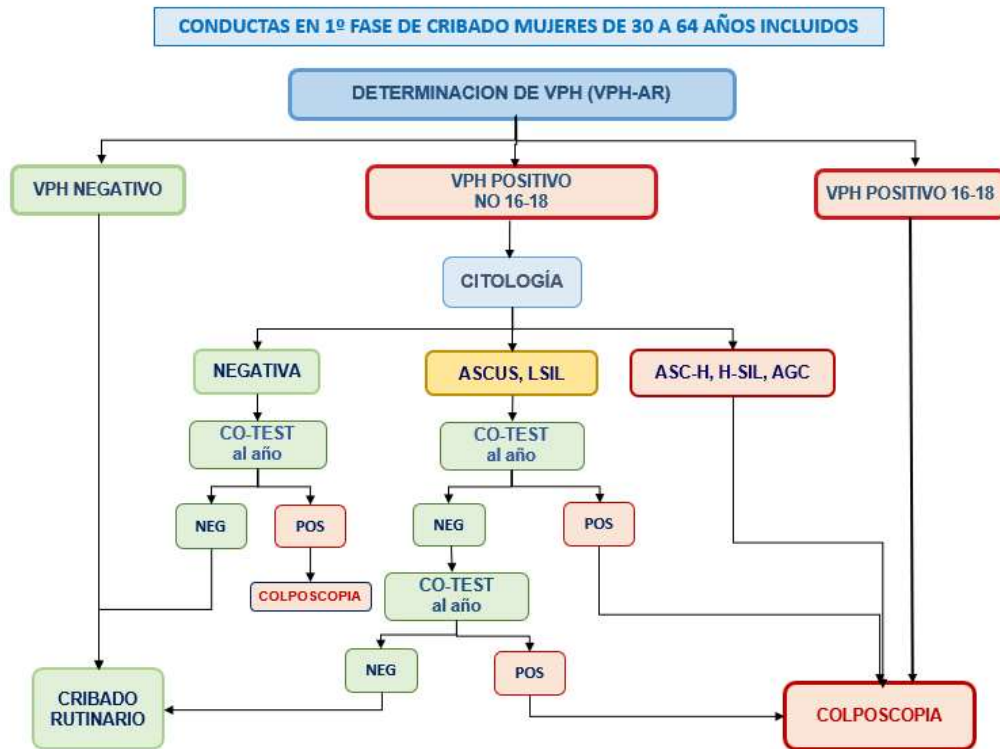 CONDUCTAS EN 1º FASE DE CRIBADO MUJERES DE 30 A 64 AÑOS INCLUIDOS
DETERMINACION DE VPH (VPH-AR)
VPH NEGATIVO
VPH POSITIVO
NO 16-18
VPH POSITIVO 16-18
CITOLOGÍA
NEGATIVA
ASCUS, LSIL
ASC-H, H-SIL, AGC
CO-TEST
al año
CO-TEST
al año
NEG
POS
NEG
POS
COLPOSCOPIA
CO-TEST
al año
NEG
POS
CRIBADO
RUTINARIO
COLPOSCOPIA